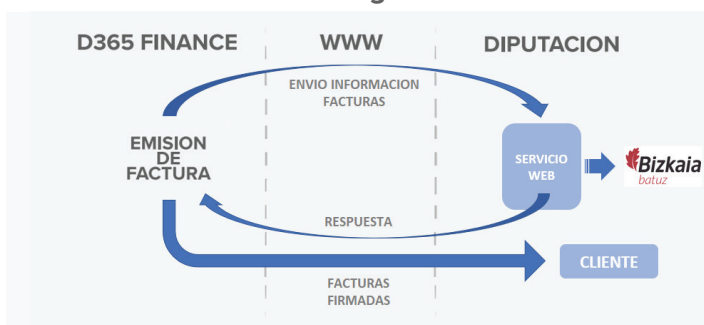 D365 FINANCE
WWW
DIPUTACION
ENVIO INFORMACION
FACTURAS
EMISION
DE
FACTURA
SERVICIO
WEB
Bizkaia
batuz
RESPUESTA
CLIENTE
FACTURAS
FIRMADAS